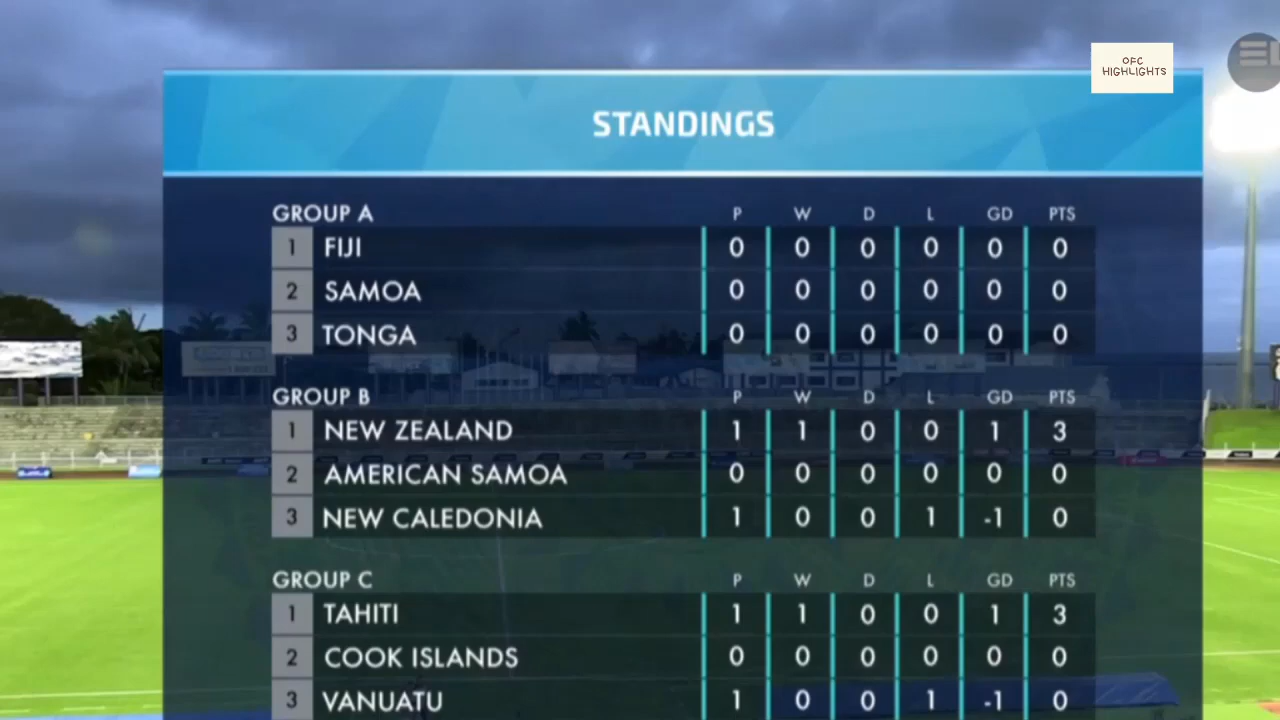 OFC
HIGHLIGHTS
STANDINGS
GROUP A P W D L GD PTS
1 FIJI 0 0 0 0 0 0
2 SAMOA 0 0 0 0 0 0
3 TONGA 0 0 0 0 0 0
GROUP B P W D L GD PTS
1 NEW ZEALAND 1 1 0 0 1 3
2 AMERICAN SAMOA 0 0 0 0 0 0
3 NEW CALEDONIA 1 0 0 1 -1 0
GROUP C P W D L GD PTS
1 TAHITI 1 1 0 0 1 3
2 COOK ISLANDS 0 0 0 0 0 0
3 VANUATU 1 0 0 1 -1 0